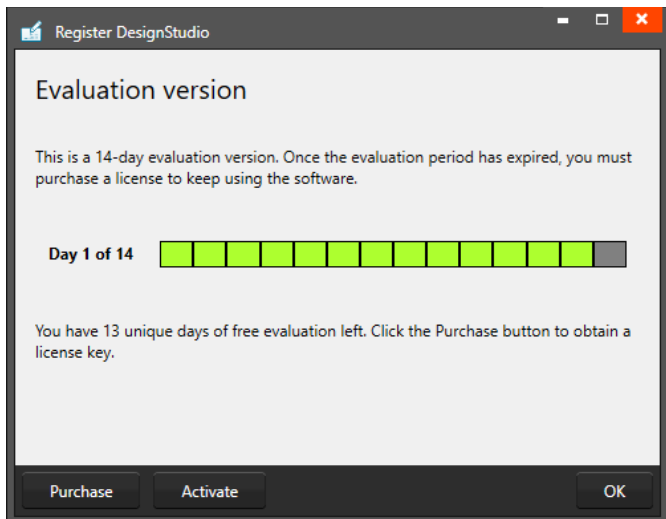 Register DesignStudio
Evaluation version
This is a 14-day evaluation version. Once the evaluation period has expired, you must
purchase a license to keep using the software.
Day 1 of 14
You have 13 unique days of free evaluation left. Click the Purchase button to obtain a
license key.
Purchase
Activate
OK